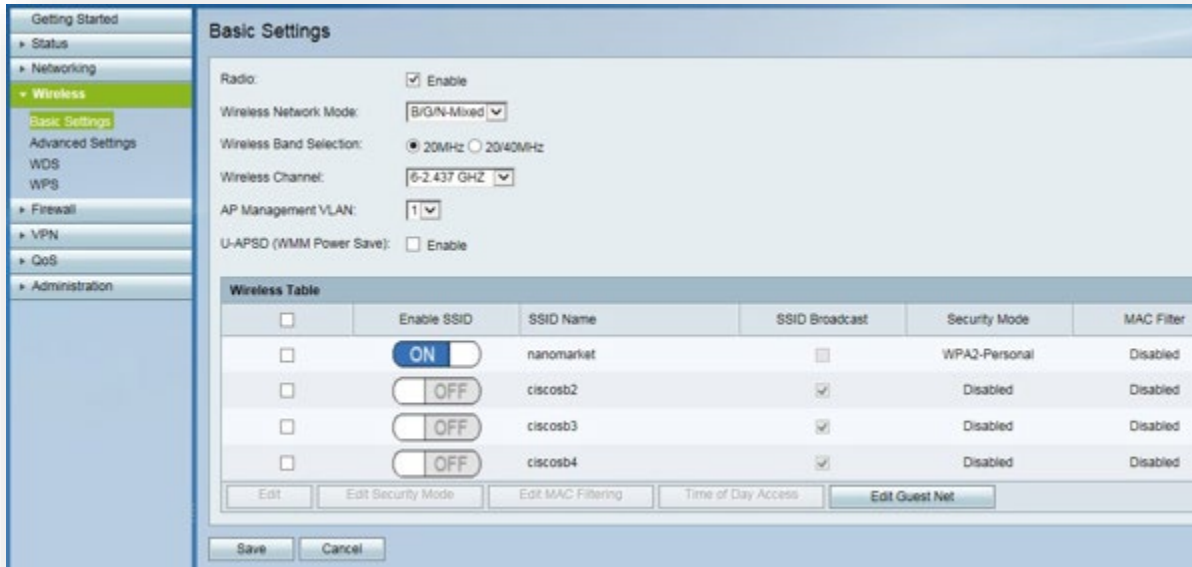 Getting Started
Status
Networking
Wireless
Basic Settings
Advanced Settings
WDS
WPS
Firewall
VPN
QoS
Administration
Basic Settings
Radio: Enable
Wireless Network Mode: B/G/N-Mixed
Wireless Band Selection: 20MHz 20/40MHz
Wireless Channel: 6-2.437 GHZ
AP Management VLAN: 1
U-APSD (WMM Power Save): Enable
Wireless Table
Enable SSID SSID Name SSID Broadcast Security Mode MAC Filter
ON nanomarket WPA2-Personal Disabled
OFF ciscosb2 Disabled Disabled
OFF ciscosb3 Disabled Disabled
OFF ciscosb4 Disabled Disabled
Edit Edit Security Mode Edit MAC Filtering Time of Day Access Edit Guest Net
Save Cancel